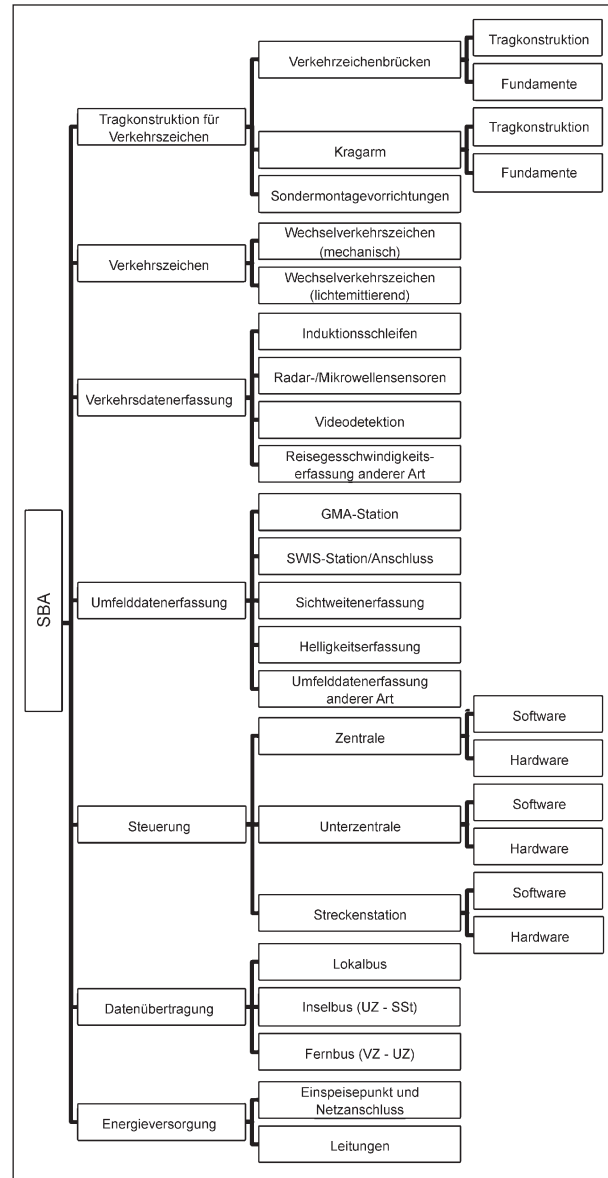 SBA
Tragkonstruktion für
Verkehrszeichen
Verkehrzeichenbrücken
Tragkonstruktion
Fundamente
Kragarm
Tragkonstruktion
Fundamente
Sondermontagevorrichtungen
Verkehrszeichen
Wechselverkehrszeichen
(mechanisch)
Wechselverkehrszeichen
(lichtemittierend)
Verkehrsdatenerfassung
Induktionsschleifen
Radar-/Mikrowellensensoren
Videodetektion
Reisegesschwindigkeits-
erfassung anderer Art
Umfelddatenerfassung
GMA-Station
SWIS-Station/Anschluss
Sichtweitenerfassung
Helligkeitserfassung
Umfelddatenerfassung
anderer Art
Steuerung
Zentrale
Software
Hardware
Unterzentrale
Software
Hardware
Streckenstation
Software
Hardware
Datenübertragung
Lokalbus
Inselbus (UZ - SSt)
Fernbus (VZ - UZ)
Energieversorgung
Einspeisepunkt und
Netzanschluss
Leitungen